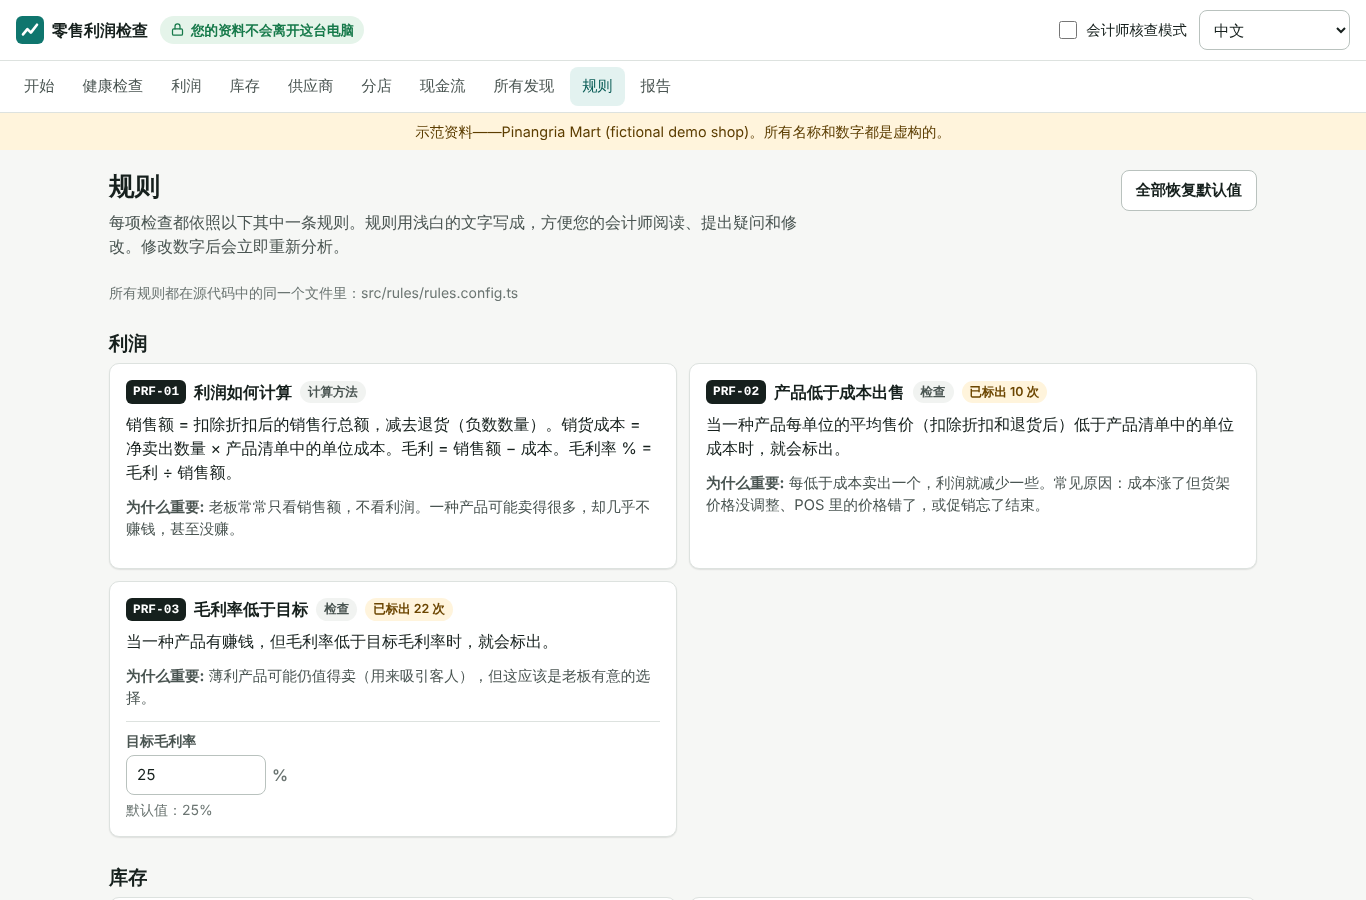 零售利润检查
您的资料不会离开这台电脑
会计师核查模式
中文
开始
健康检查
利润
库存
供应商
分店
现金流
所有发现
规则
报告
示范资料——Pinangria Mart (fictional demo shop)。所有名称和数字都是虚构的。
规则
全部恢复默认值
每项检查都依照以下其中一条规则。规则用浅白的文字写成，方便您的会计师阅读、提出疑问和修
改。修改数字后会立即重新分析。
所有规则都在源代码中的同一个文件里：src/rules/rules.config.ts
利润
PRF-01 利润如何计算 计算方法
销售额 = 扣除折扣后的销售行总额，减去退货（负数数量）。销货成本 =
净卖出数量 × 产品清单中的单位成本。毛利 = 销售额 − 成本。毛利率 % =
毛利 ÷ 销售额。
为什么重要: 老板常常只看销售额，不看利润。一种产品可能卖得很多，却几乎不
赚钱，甚至没赚。
PRF-02 产品低于成本出售 检查 已标出 10 次
当一种产品每单位的平均售价（扣除折扣和退货后）低于产品清单中的单位
成本时，就会标出。
为什么重要: 每低于成本卖出一个，利润就减少一些。常见原因：成本涨了但货架
价格没调整、POS 里的价格错了，或促销忘了结束。
PRF-03 毛利率低于目标 检查 已标出 22 次
当一种产品有赚钱，但毛利率低于目标毛利率时，就会标出。
为什么重要: 薄利产品可能仍值得卖（用来吸引客人），但这应该是老板有意的选
择。
目标毛利率
25 %
默认值：25%
库存